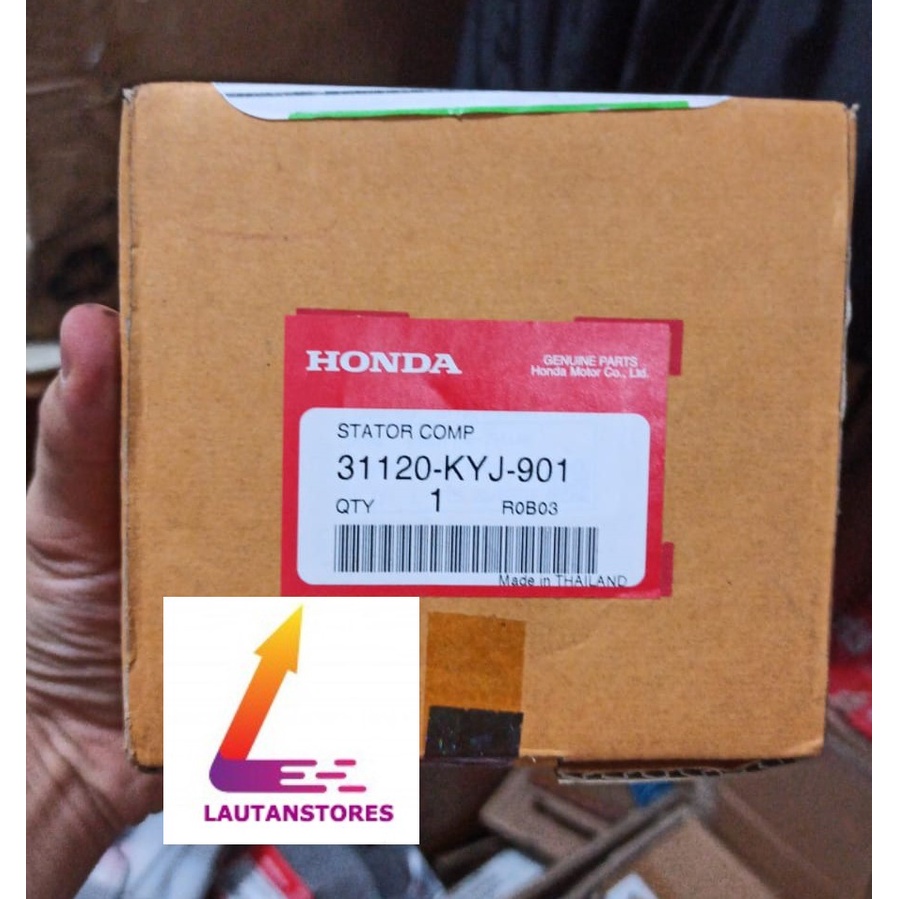 HONDA
GENUINE PARTS
Honda Motor Co., Ltd.
STATOR COMP
31120-KYJ-901
QTY 1 R0B03
Made in THAILAND
LAUTANSTORES